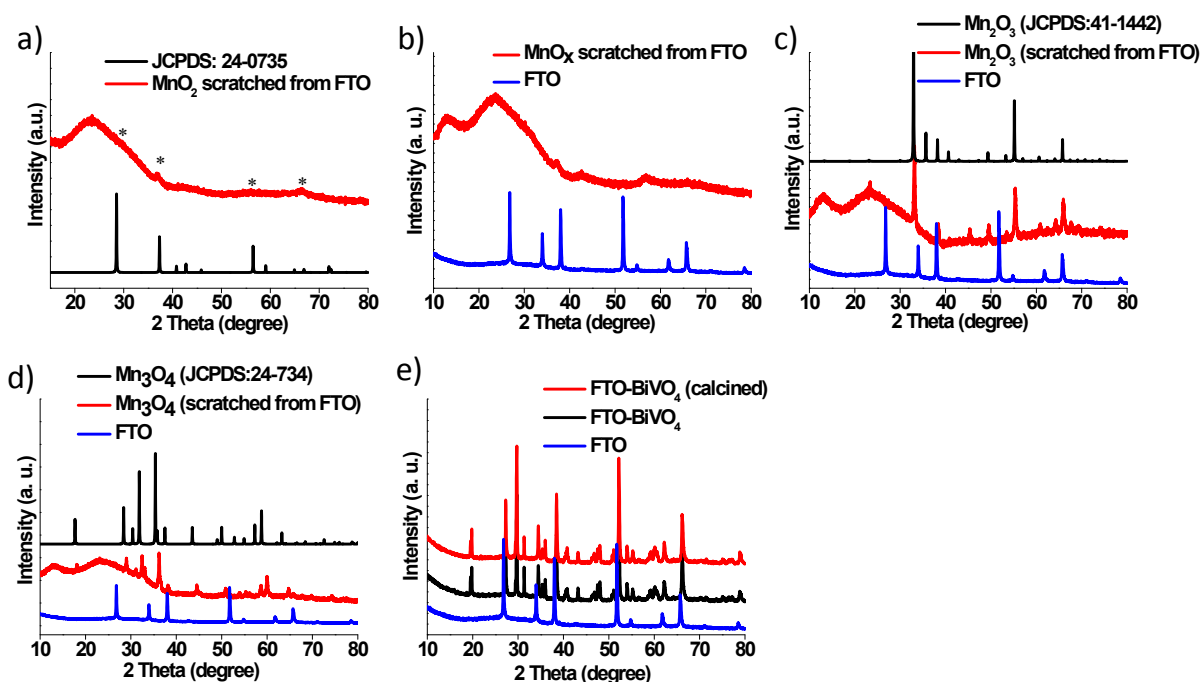 a)
JCPDS: 24-0735
MnO2 scratched from FTO
Intensity (a.u.)
* * * *
30 40 50 60 70 80
2 Theta (degree)
b)
MnOX scratched from FTO
FTO
Intensity (a.u.)
10 20 30 40 50 60 70 80
2 Theta (degree)
c)
Mn2O3 (JCPDS:41-1442)
Mn2O3 (scratched from FTO)
FTO
Intensity (a.u.)
10 20 30 40 50 60 70 80
2 Theta (degree)
d)
Mn3O4 (JCPDS:24-734)
Mn3O4 (scratched from FTO)
FTO
Intensity (a. u.)
10 20 30 40 50 60 70 80
2 Theta (degree)
e)
FTO-BiVO4 (calcined)
FTO-BiVO4
FTO
Intensity (a. u.)
10 20 30 40 50 60 70 80
2 Theta (degree)